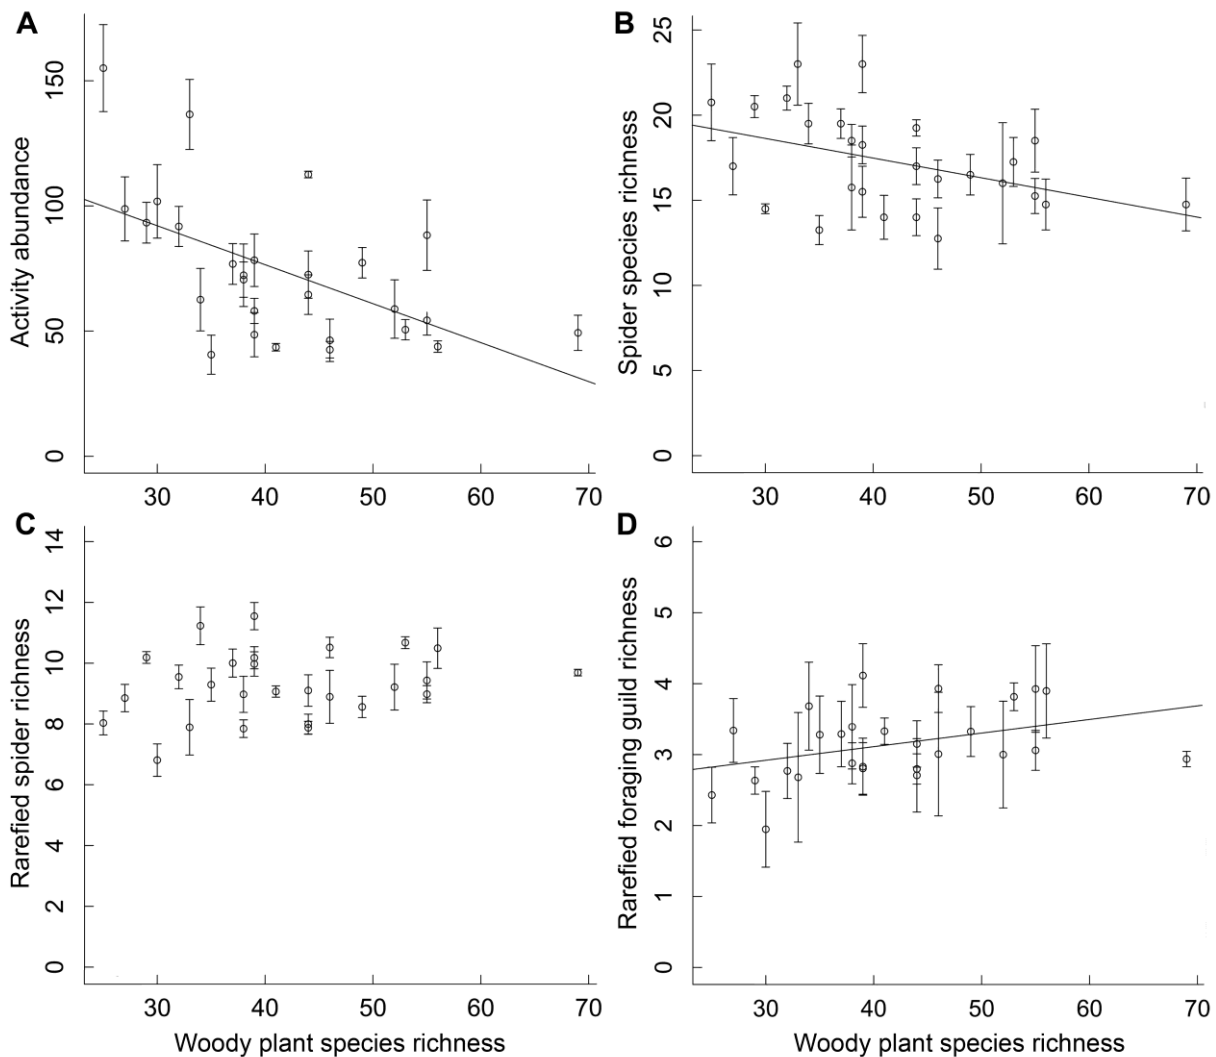 A
Activity abundance
150
100
50
0
30 40 50 60 70
B
Spider species richness
25
20
15
10
5
0
30 40 50 60 70
C
Rarefied spider richness
14
12
10
8
6
4
2
0
30 40 50 60 70
Woody plant species richness
D
Rarefied foraging guild richness
6
5
4
3
2
1
0
30 40 50 60 70
Woody plant species richness